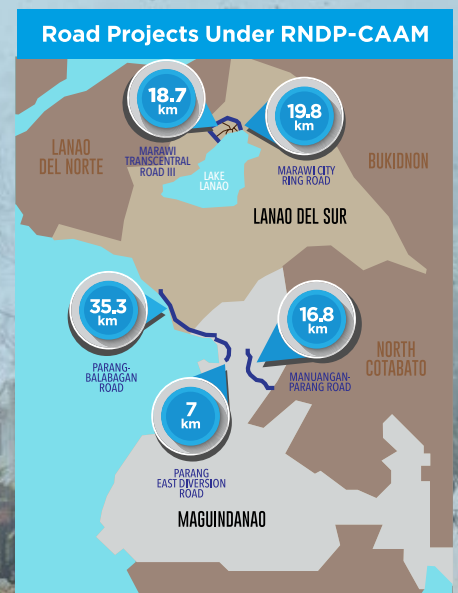 Road Projects Under RNDP-CAAM
18.7
km
19.8
km
LANAO
DEL NORTE
MARAWI
TRANSCENTRAL
ROAD III
LAKE
LANAO
MARAWI CITY
RING ROAD
BUKIDNON
LANAO DEL SUR
35.3
km
16.8
km
PARANG-
BALABAGAN
ROAD
MANUANGAN-
PARANG ROAD
NORTH
COTABATO
7
km
PARANG
EAST DIVERSION
ROAD
MAGUINDANAO